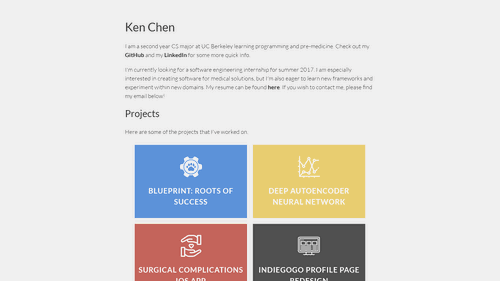 Ken Chen
I am a second year CS major at UC Berkeley learning programming and pre-medicine. Check out my
GitHub and my LinkedIn for some more quick info.
I'm currently looking for a software engineering internship for summer 2017. I am especially
interested in creating software for medical solutions, but I'm also eager to learn new frameworks and
experiment within new domains. My resume can be found here. If you wish to contact me, please find
my email below!
Projects
Here are some of the projects that I've worked on:
BLUEPRINT: ROOTS OF
SUCCESS
DEEP AUTOENCODER
NEURAL NETWORK
SURGICAL COMPLICATIONS
IOS APP
INDIEGOGO PROFILE PAGE
REDESIGN